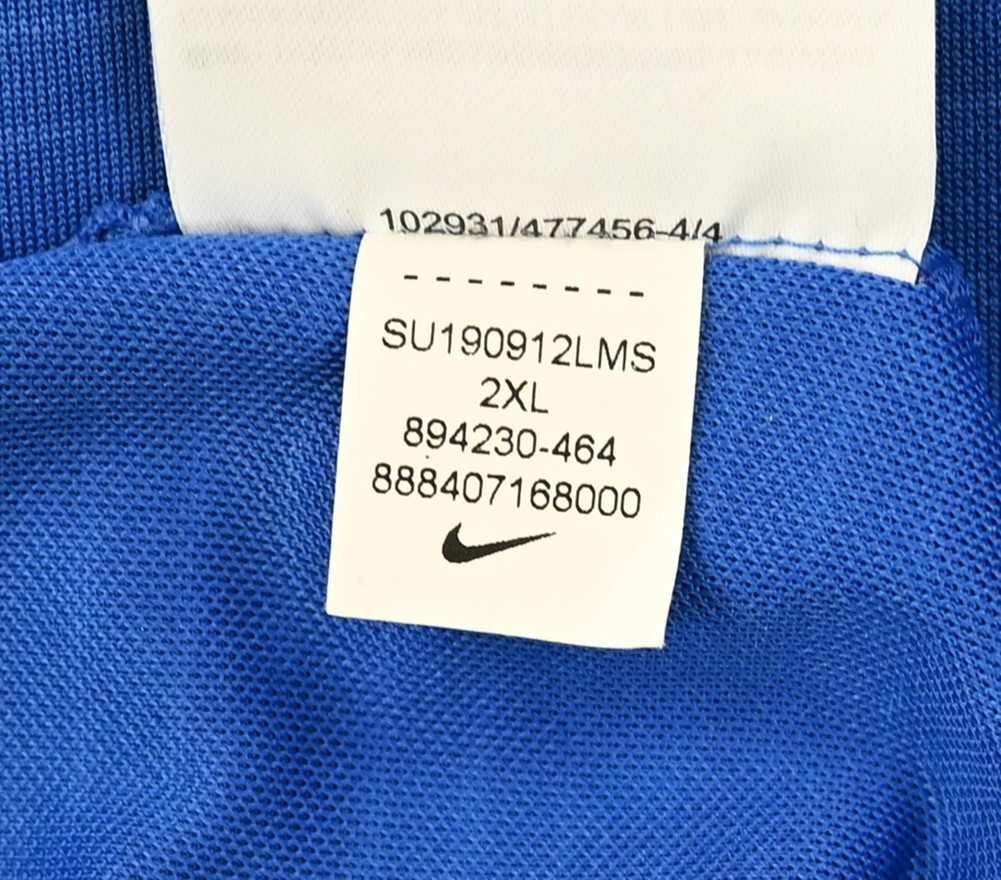 102931/477456-4/4
- - - - - - - -
SU190912LMS
2XL
894230-464
888407168000